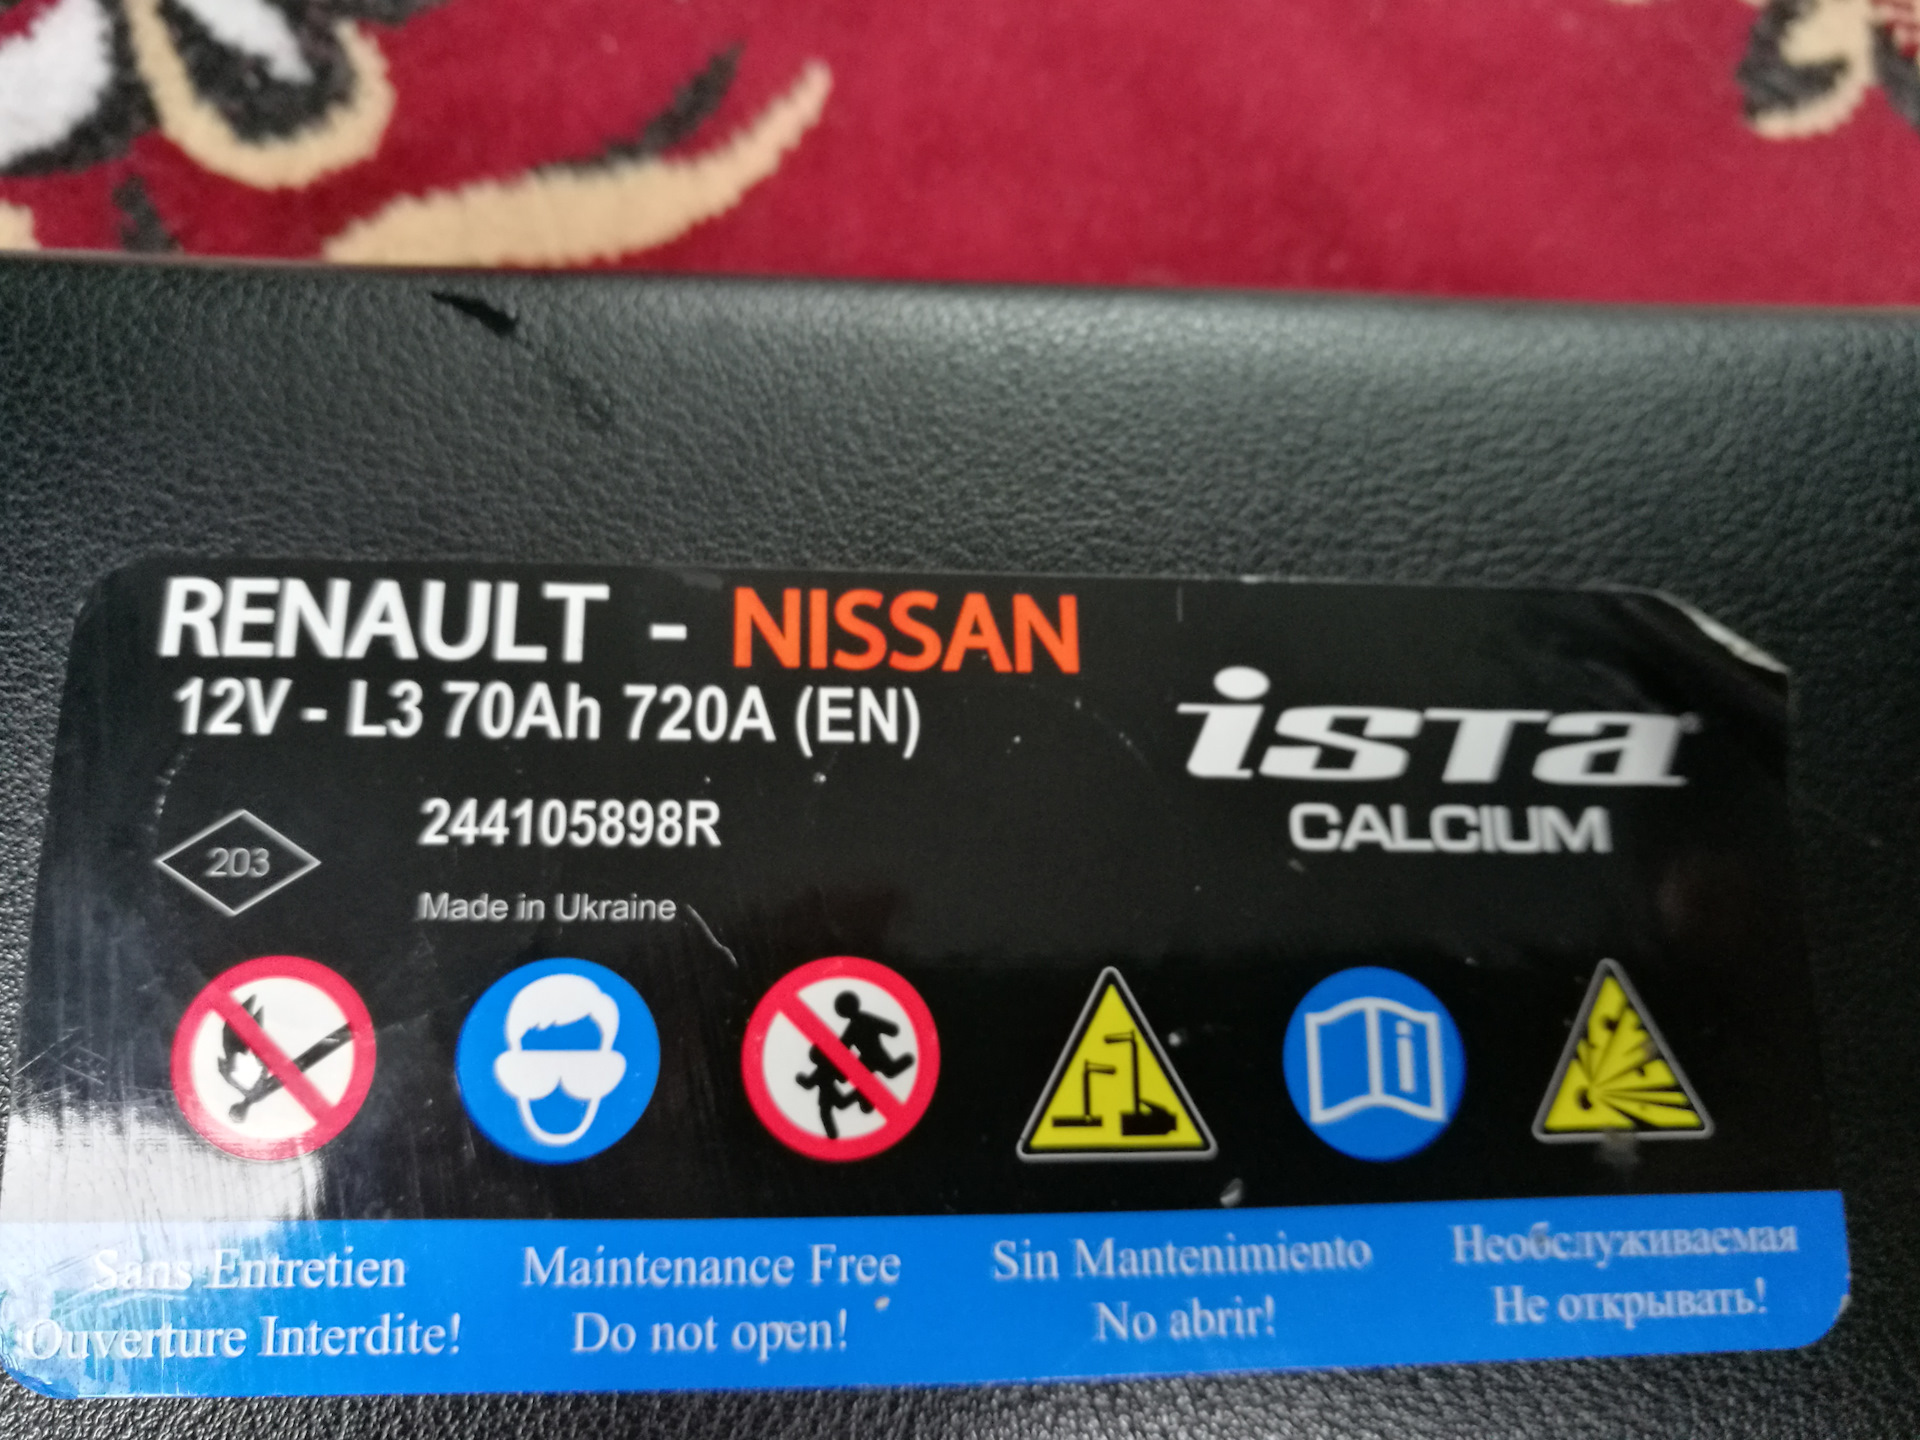 RENAULT - NISSAN
12V - L3 70Ah 720A (EN)
ista
CALCIUM
244105898R
203
Made in Ukraine
Sans Entretien
Ouverture Interdite!
Maintenance Free
Do not open!
Sin Mantenimiento
No abrir!
Необслуживаемая
Не открывать!